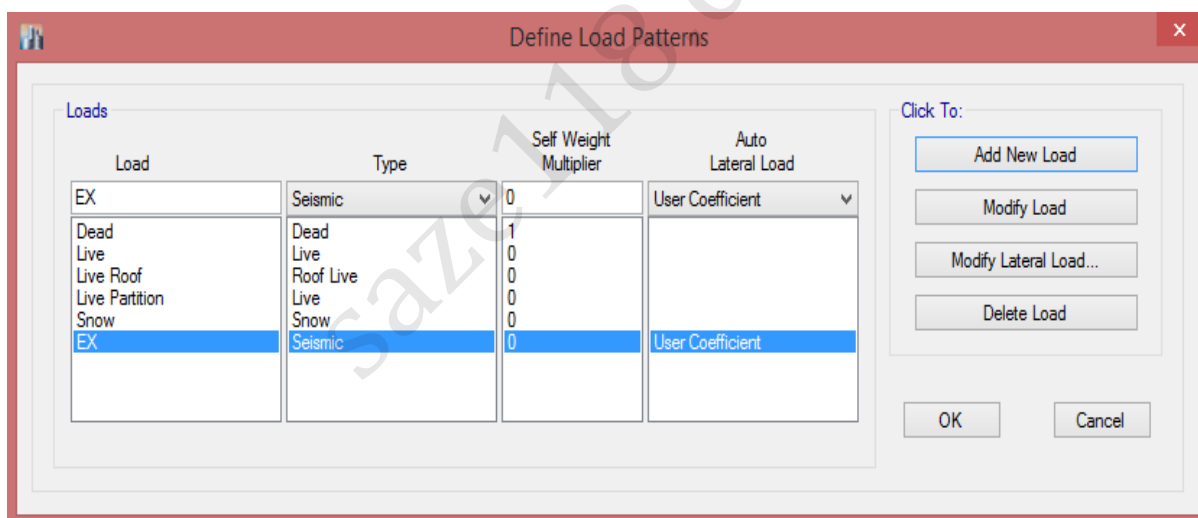 Define Load Patterns
x
Loads
Click To:
Load Type Self Weight Multiplier Auto Lateral Load
EX Seismic 0 User Coefficient
Dead Dead 1
Live Live 0
Live Roof Roof Live 0
Live Partition Live 0
Snow Snow 0
EX Seismic 0 User Coefficient
Add New Load
Modify Load
Modify Lateral Load...
Delete Load
OK Cancel
saze118